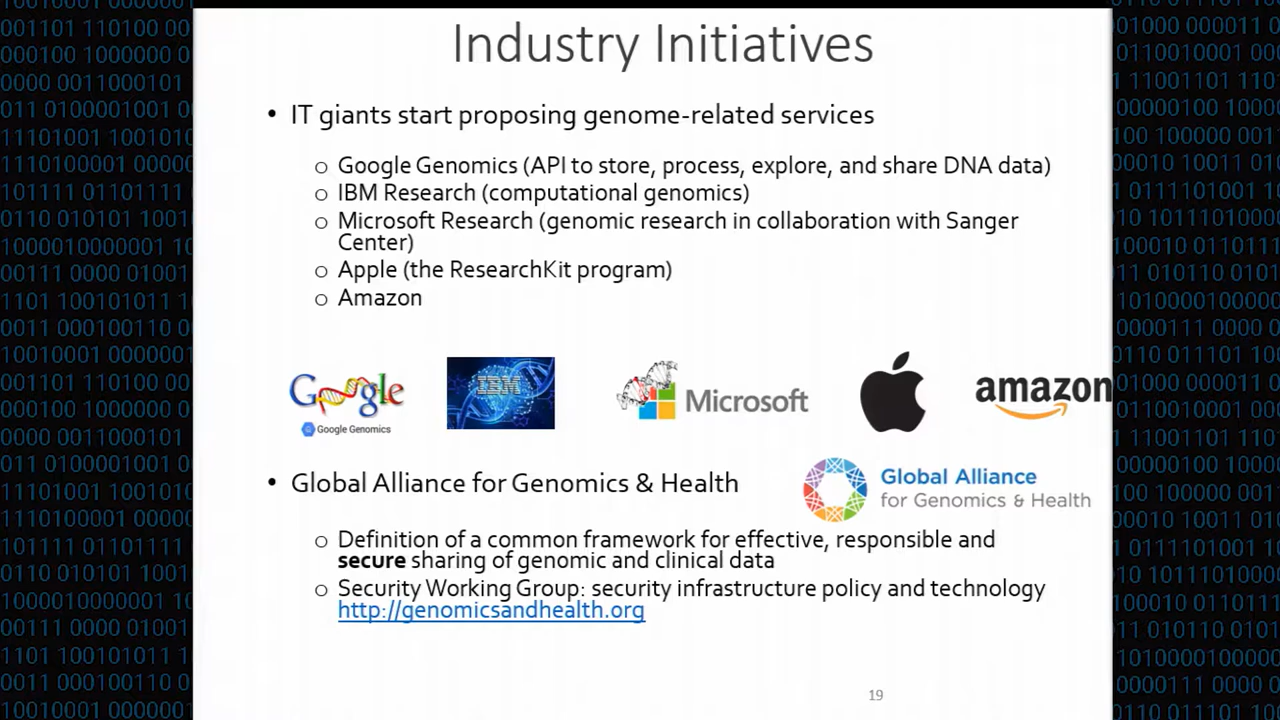 Industry Initiatives
• IT giants start proposing genome-related services
o Google Genomics (API to store, process, explore, and share DNA data)
o IBM Research (computational genomics)
o Microsoft Research (genomic research in collaboration with Sanger
Center)
o Apple (the ResearchKit program)
o Amazon
Google
Google Genomics
IBM
Microsoft
amazon
• Global Alliance for Genomics & Health
Global Alliance
for Genomics & Health
o Definition of a common framework for effective, responsible and
secure sharing of genomic and clinical data
o Security Working Group: security infrastructure policy and technology
http://genomicsandhealth.org
19